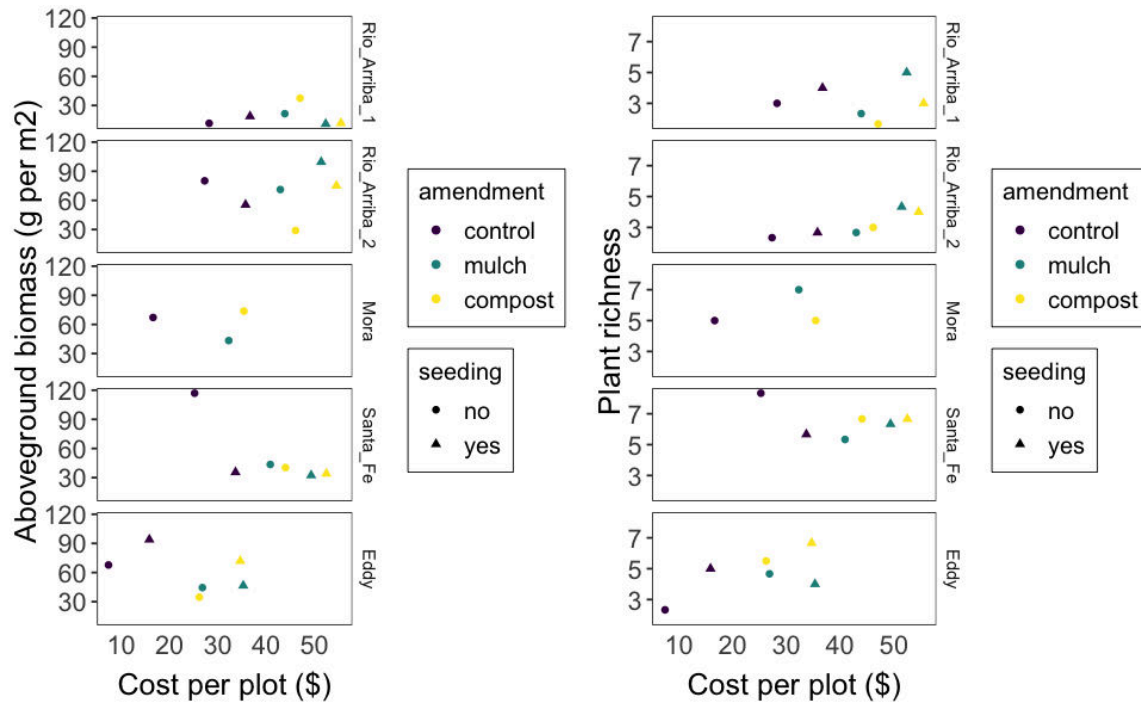 Aboveground biomass (g per m2)
120
90
60
30
Rio_Arriba_1
120
90
60
30
Rio_Arriba_2
120
90
60
30
Mora
120
90
60
30
Santa_Fe
120
90
60
30
Eddy
10 20 30 40 50
Cost per plot ($)
amendment
control
mulch
compost
seeding
no
yes
Plant richness
7
5
3
Rio_Arriba_1
7
5
3
Rio_Arriba_2
7
5
3
Mora
7
5
3
Santa_Fe
7
5
3
Eddy
10 20 30 40 50
Cost per plot ($)
amendment
control
mulch
compost
seeding
no
yes